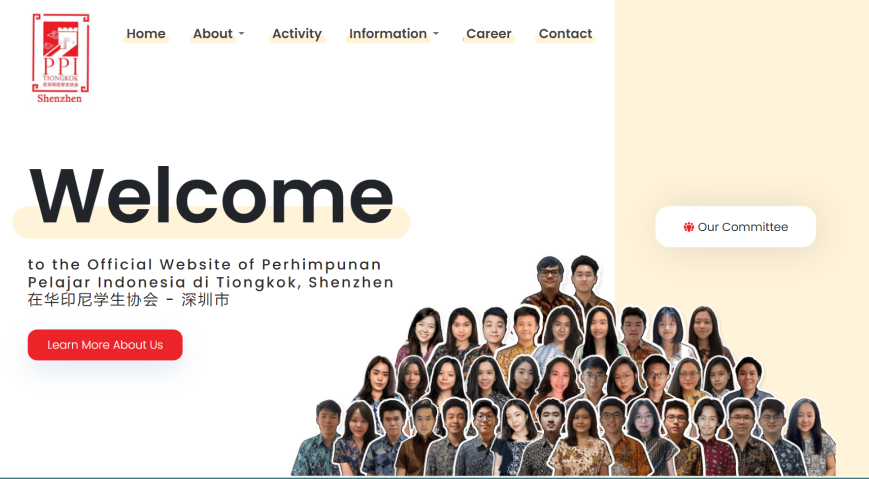 PPI
TIONGKOK
在华印尼学生协会
Shenzhen
Home About Activity Information Career Contact
Welcome
to the Official Website of Perhimpunan
Pelajar Indonesia di Tiongkok, Shenzhen
在华印尼学生协会 - 深圳市
Learn More About Us
Our Committee